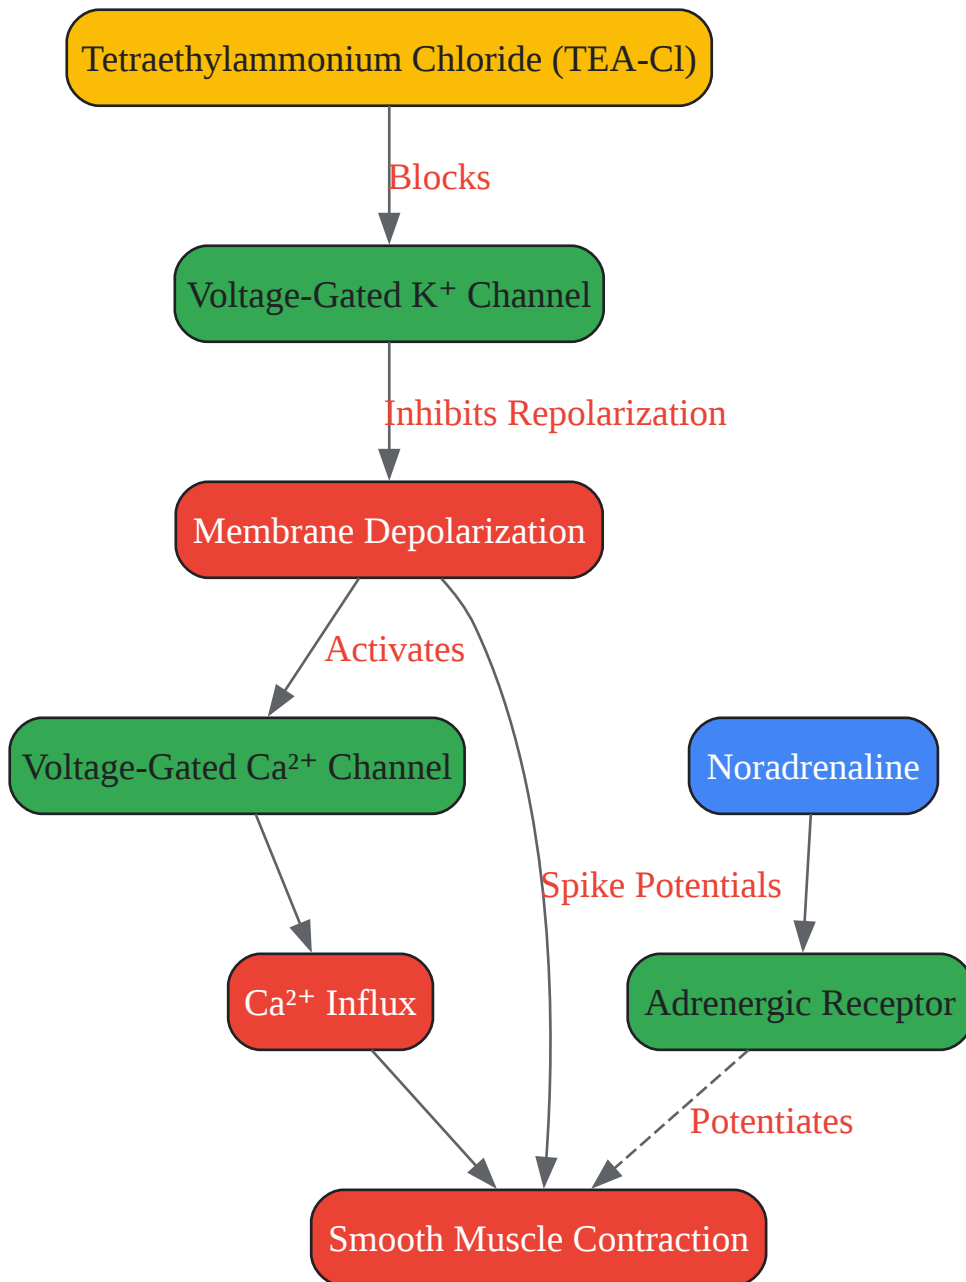 Tetraethylammonium Chloride (TEA-Cl)
Blocks
Voltage-Gated K⁺ Channel
Inhibits Repolarization
Membrane Depolarization
Activates
Voltage-Gated Ca²⁺ Channel
Noradrenaline
Spike Potentials
Ca²⁺ Influx
Adrenergic Receptor
Potentiates
Smooth Muscle Contraction